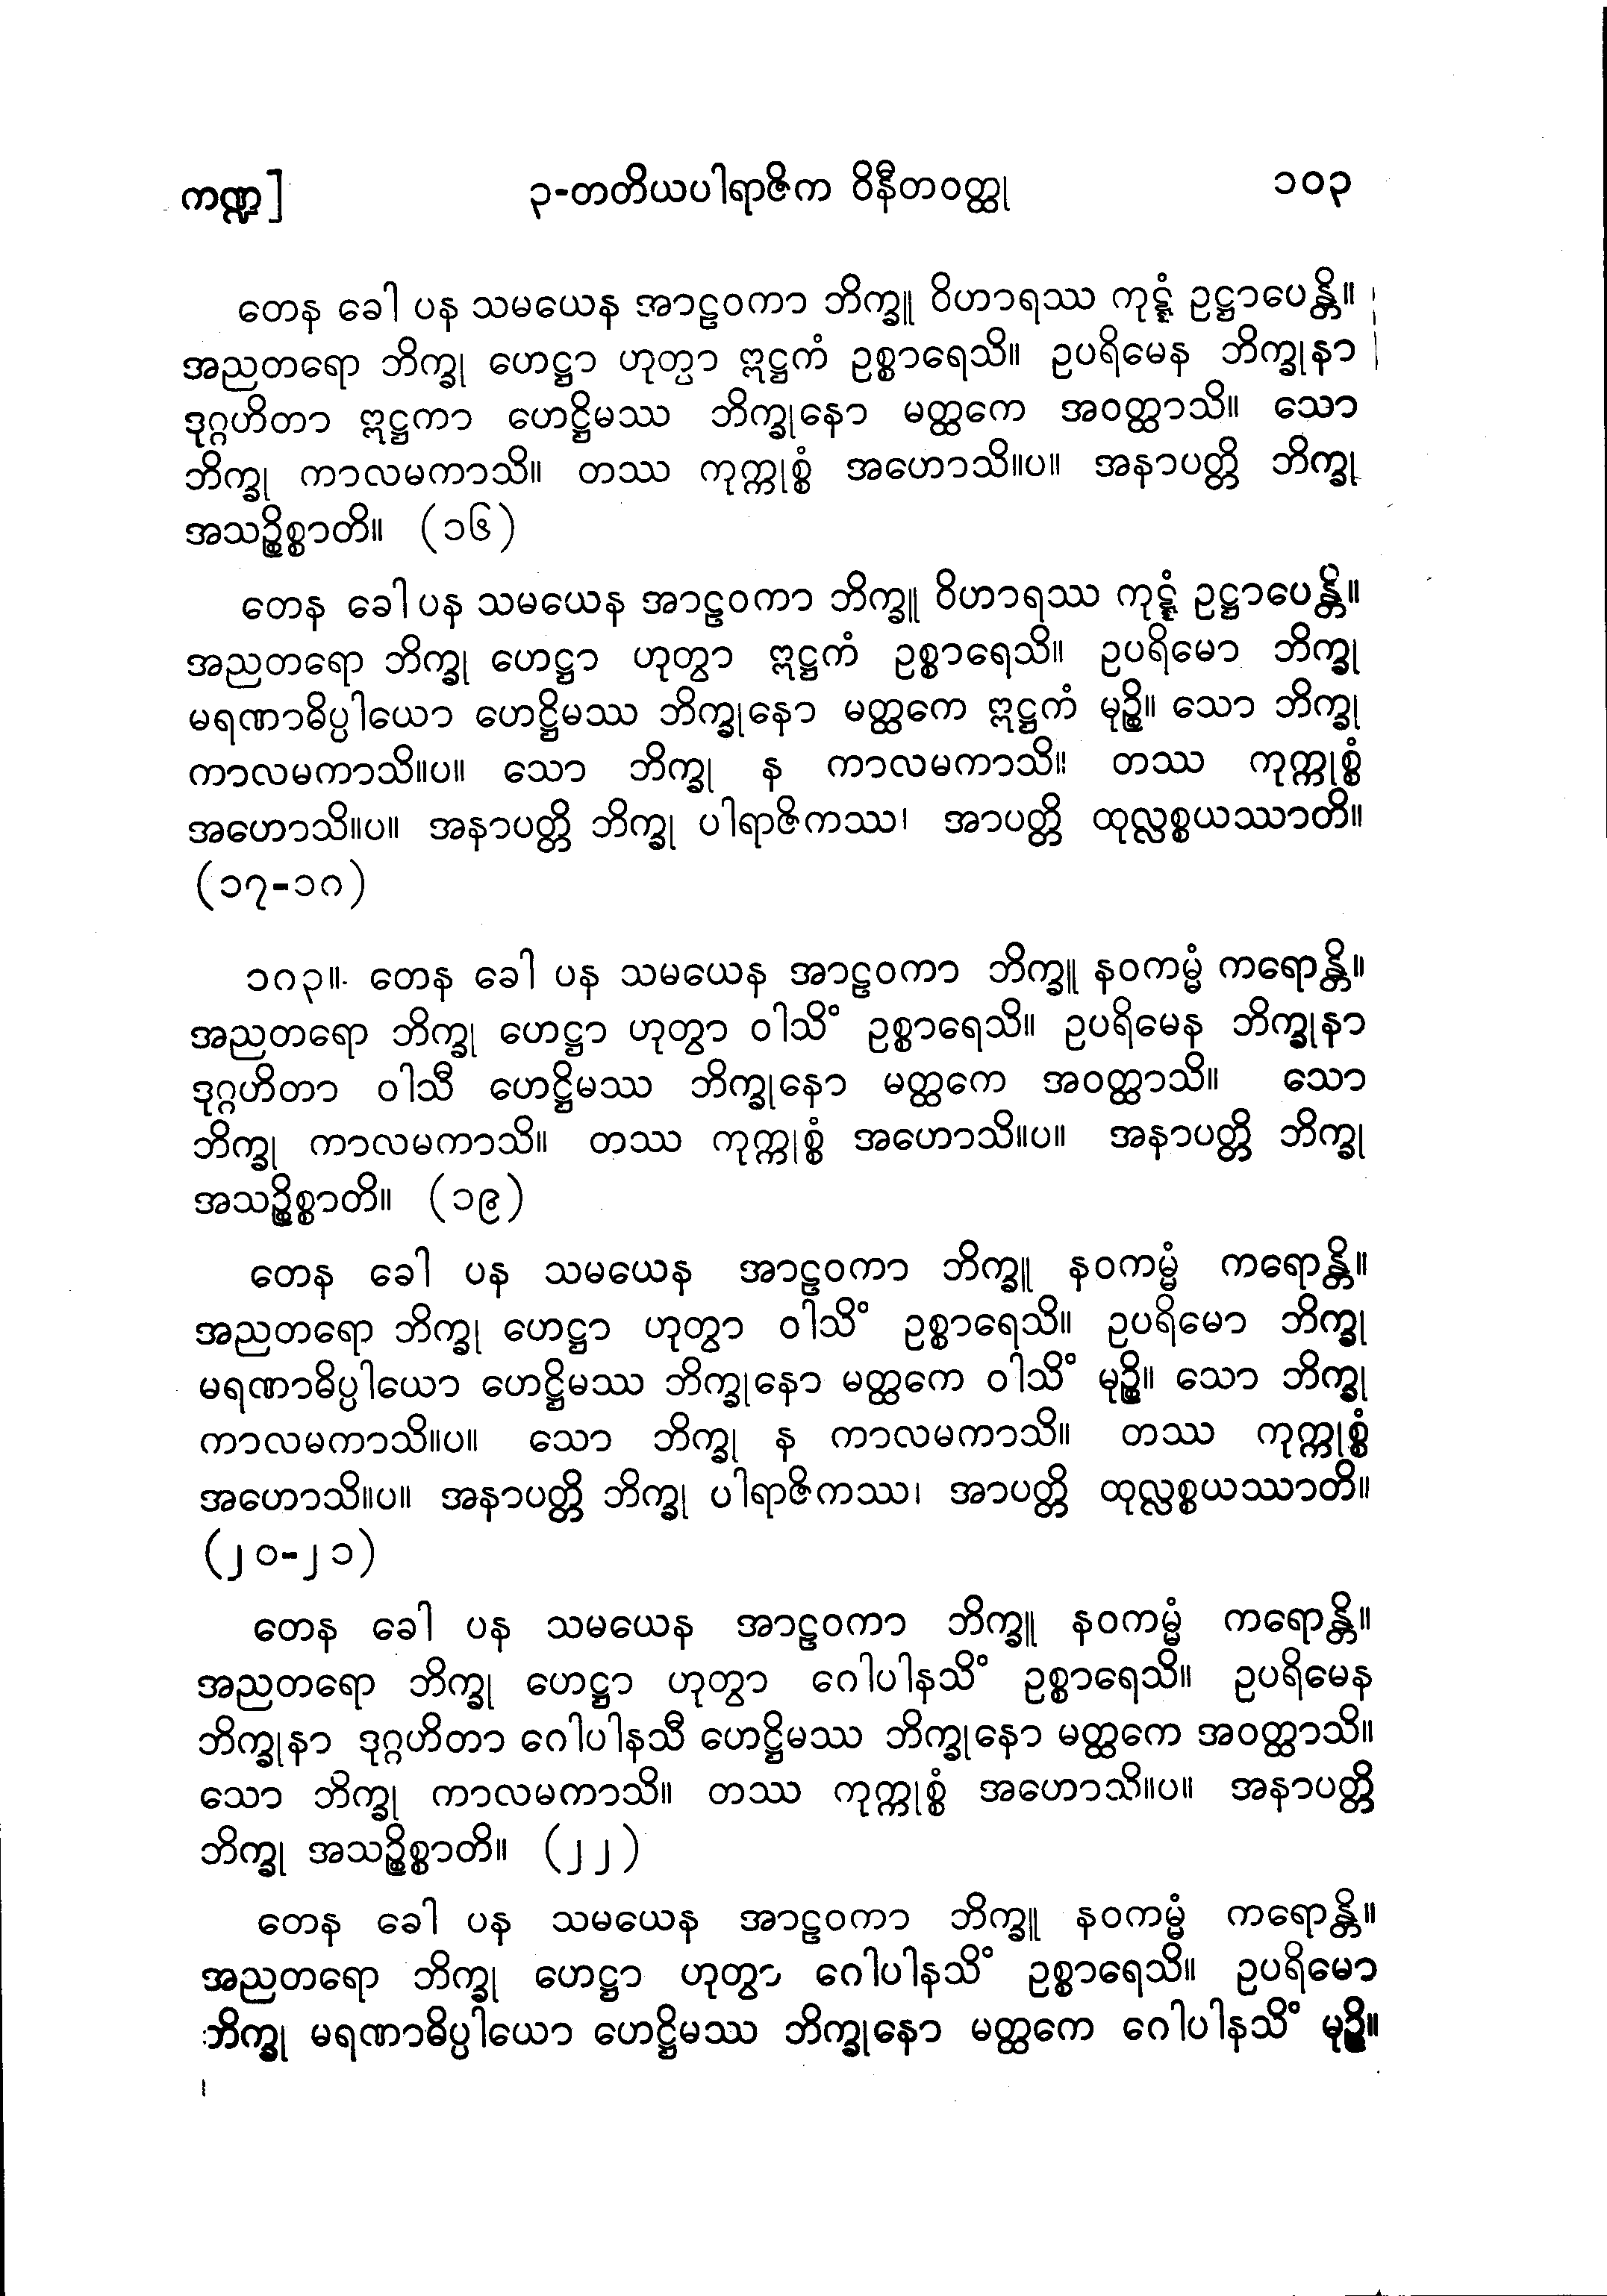 ကဏ္ဍ] ၃-တတိယပါရာဇိက ဝိနီတဝတ္ထု ၁၀၃
တေန ခေါ ပန သမယေန အာဠဝကာ ဘိက္ခူ ဝိဟာရဿ ကုဋ္ဋံ ဥဋ္ဌာပေန္တိ။
အညတရော ဘိက္ခု ဟေဋ္ဌာ ဟုတွာ ဣဋ္ဌကံ ဥစ္စာရေသိ။ ဥပရိမေန ဘိက္ခုနာ
ဒုဂ္ဂဟိတာ ဣဋ္ဌကာ ဟေဋ္ဌိမဿ ဘိက္ခုနော မတ္ထကေ အဝတ္ထာသိ။ သော
ဘိက္ခု ကာလမကာသိ။ တဿ ကုက္ကုစ္စံ အဟောသိ။ပ။ အနာပတ္တိ ဘိက္ခု
အသဉ္စိစ္စာတိ။ (၁၆)
တေန ခေါ ပန သမယေန အာဠဝကာ ဘိက္ခူ ဝိဟာရဿ ကုဋ္ဋံ ဥဋ္ဌာပေန္တိ။
အညတရော ဘိက္ခု ဟေဋ္ဌာ ဟုတွာ ဣဋ္ဌကံ ဥစ္စာရေသိ။ ဥပရိမော ဘိက္ခု
မရဏာဓိပ္ပါယော ဟေဋ္ဌိမဿ ဘိက္ခုနော မတ္ထကေ ဣဋ္ဌကံ မုဉ္စိ။ သော ဘိက္ခု
ကာလမကာသိ။ပ။ သော ဘိက္ခု န ကာလမကာသိ။ တဿ ကုက္ကုစ္စံ
အဟောသိ။ပ။ အနာပတ္တိ ဘိက္ခု ပါရာဇိကဿ၊ အာပတ္တိ ထုလ္လစ္စယဿာတိ။
(၁၇-၁၈)
၁၈၃။ တေန ခေါ ပန သမယေန အာဠဝကာ ဘိက္ခူ နဝကမ္မံ ကရောန္တိ။
အညတရော ဘိက္ခု ဟေဋ္ဌာ ဟုတွာ ဝါသိံ ဥစ္စာရေသိ။ ဥပရိမေန ဘိက္ခုနာ
ဒုဂ္ဂဟိတာ ဝါသီ ဟေဋ္ဌိမဿ ဘိက္ခုနော မတ္ထကေ အဝတ္ထာသိ။ သော
ဘိက္ခု ကာလမကာသိ။ တဿ ကုက္ကုစ္စံ အဟောသိ။ပ။ အနာပတ္တိ ဘိက္ခု
အသဉ္စိစ္စာတိ။ (၁၉)
တေန ခေါ ပန သမယေန အာဠဝကာ ဘိက္ခူ နဝကမ္မံ ကရောန္တိ။
အညတရော ဘိက္ခု ဟေဋ္ဌာ ဟုတွာ ဝါသိံ ဥစ္စာရေသိ။ ဥပရိမော ဘိက္ခု
မရဏာဓိပ္ပါယော ဟေဋ္ဌိမဿ ဘိက္ခုနော မတ္ထကေ ဝါသိံ မုဉ္စိ။ သော ဘိက္ခု
ကာလမကာသိ။ပ။ သော ဘိက္ခု န ကာလမကာသိ။ တဿ ကုက္ကုစ္စံ
အဟောသိ။ပ။ အနာပတ္တိ ဘိက္ခု ပါရာဇိကဿ၊ အာပတ္တိ ထုလ္လစ္စယဿာတိ။
(၂၀-၂၁)
တေန ခေါ ပန သမယေန အာဠဝကာ ဘိက္ခူ နဝကမ္မံ ကရောန္တိ။
အညတရော ဘိက္ခု ဟေဋ္ဌာ ဟုတွာ ဂေါပါနသိံ ဥစ္စာရေသိ။ ဥပရိမေန
ဘိက္ခုနာ ဒုဂ္ဂဟိတာ ဂေါပါနသီ ဟေဋ္ဌိမဿ ဘိက္ခုနော မတ္ထကေ အဝတ္ထာသိ။
သော ဘိက္ခု ကာလမကာသိ။ တဿ ကုက္ကုစ္စံ အဟောသိ။ပ။ အနာပတ္တိ
ဘိက္ခု အသဉ္စိစ္စာတိ။ (၂၂)
တေန ခေါ ပန သမယေန အာဠဝကာ ဘိက္ခူ နဝကမ္မံ ကရောန္တိ။
အညတရော ဘိက္ခု ဟေဋ္ဌာ ဟုတွာ ဂေါပါနသိံ ဥစ္စာရေသိ။ ဥပရိမော
ဘိက္ခု မရဏာဓိပ္ပါယော ဟေဋ္ဌိမဿ ဘိက္ခုနော မတ္ထကေ ဂေါပါနသိံ မုဉ္စိ။